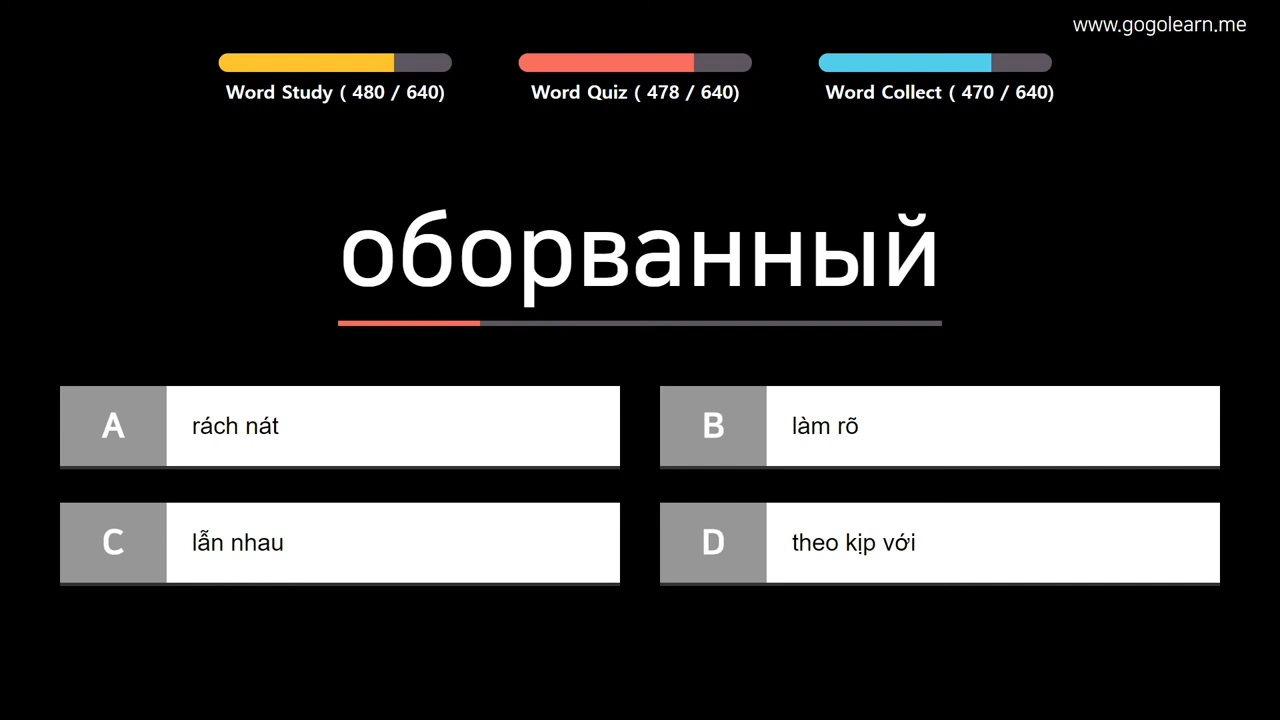 www.gogolearn.me
Word Study ( 480 / 640)
Word Quiz ( 478 / 640)
Word Collect ( 470 / 640)
оборванный
A rách nát
B làm rõ
C lẫn nhau
D theo kịp với